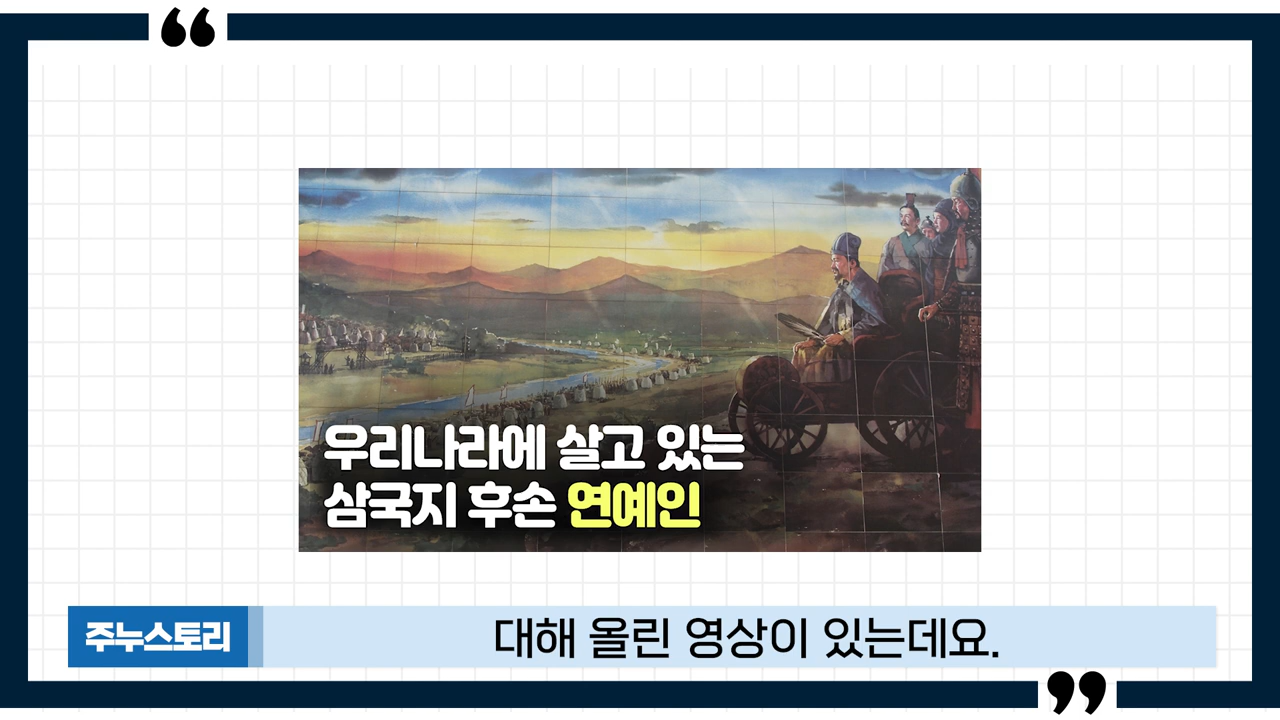 우리나라에 살고 있는
삼국지 후손 연예인
주누스토리
대해 올린 영상이 있는데요.